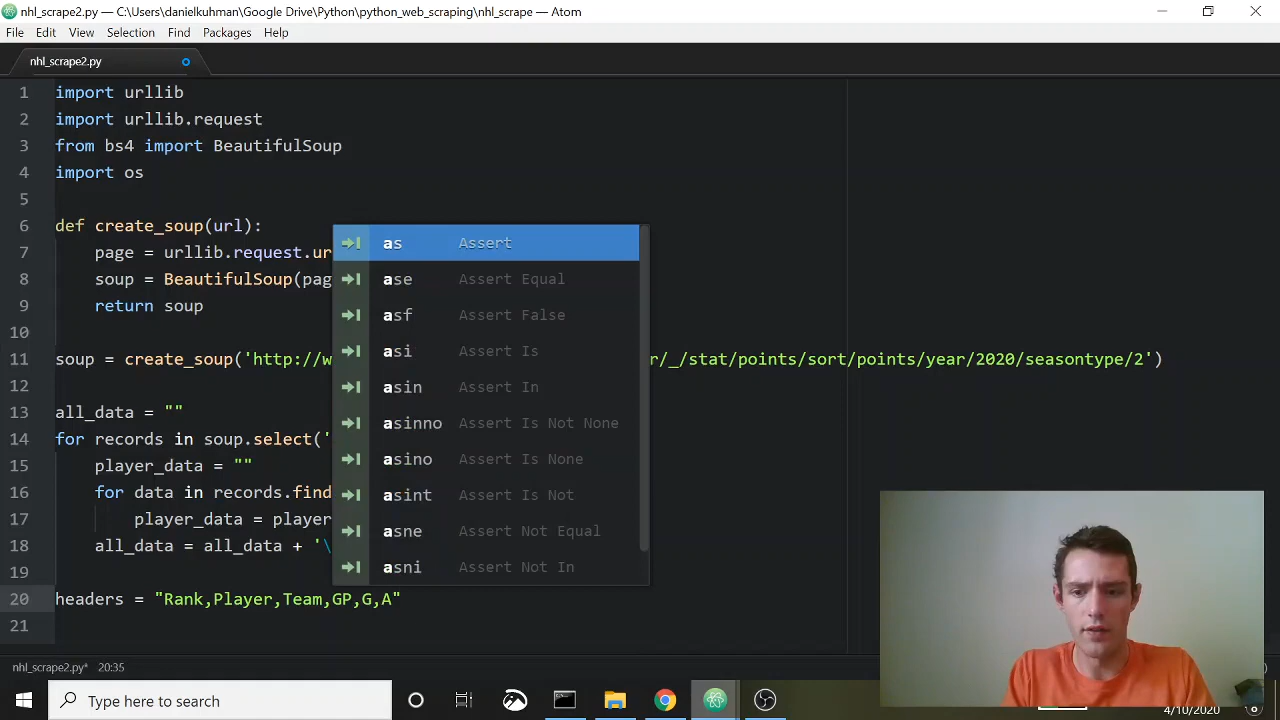 nhl_scrape2.py — C:\Users\danielkuhman\Google Drive\Python\python_web_scraping\nhl_scrape — Atom
File Edit View Selection Find Packages Help
nhl_scrape2.py
1 import urllib
2 import urllib.request
3 from bs4 import BeautifulSoup
4 import os
5
6 def create_soup(url):
7 page = urllib.request.ur
8 soup = BeautifulSoup(pag
9 return soup
10
11 soup = create_soup('http://w r/_/stat/points/sort/points/year/2020/seasontype/2')
12
13 all_data = ""
14 for records in soup.select('
15 player_data = ""
16 for data in records.find
17 player_data = player
18 all_data = all_data + '\
19
20 headers = "Rank,Player,Team,GP,G,A"
21
as Assert
ase Assert Equal
asf Assert False
asi Assert Is
asin Assert In
asinno Assert Is Not None
asino Assert Is None
asint Assert Is Not
asne Assert Not Equal
asni Assert Not In
nhl_scrape2.py* 20:35
Type here to search
4/10/2020
6